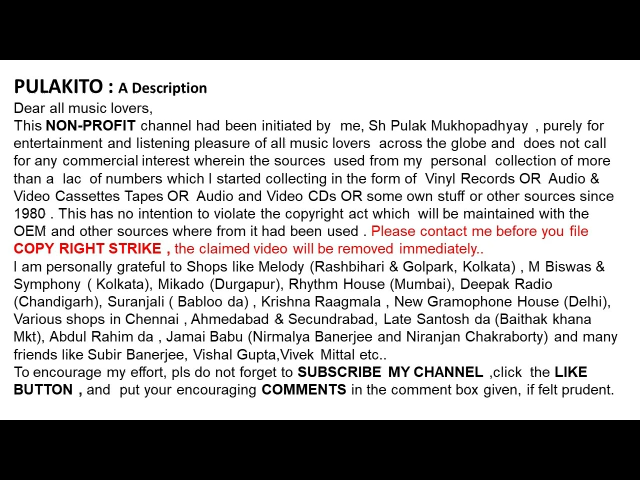 PULAKITO : A Description
Dear all music lovers,
This NON-PROFIT channel had been initiated by me, Sh Pulak Mukhopadhyay , purely for
entertainment and listening pleasure of all music lovers across the globe and does not call
for any commercial interest wherein the sources used from my personal collection of more
than a lac of numbers which I started collecting in the form of Vinyl Records OR Audio &
Video Cassettes Tapes OR Audio and Video CDs OR some own stuff or other sources since
1980 . This has no intention to violate the copyright act which will be maintained with the
OEM and other sources where from it had been used . Please contact me before you file
COPY RIGHT STRIKE , the claimed video will be removed immediately..
I am personally grateful to Shops like Melody (Rashbihari & Golpark, Kolkata) , M Biswas &
Symphony ( Kolkata), Mikado (Durgapur), Rhythm House (Mumbai), Deepak Radio
(Chandigarh), Suranjali ( Babloo da) , Krishna Raagmala , New Gramophone House (Delhi),
Various shops in Chennai , Ahmedabad & Secundrabad, Late Santosh da (Baithak khana
Mkt), Abdul Rahim da , Jamai Babu (Nirmalya Banerjee and Niranjan Chakraborty) and many
friends like Subir Banerjee, Vishal Gupta,Vivek Mittal etc..
To encourage my effort, pls do not forget to SUBSCRIBE MY CHANNEL ,click the LIKE
BUTTON , and put your encouraging COMMENTS in the comment box given, if felt prudent.